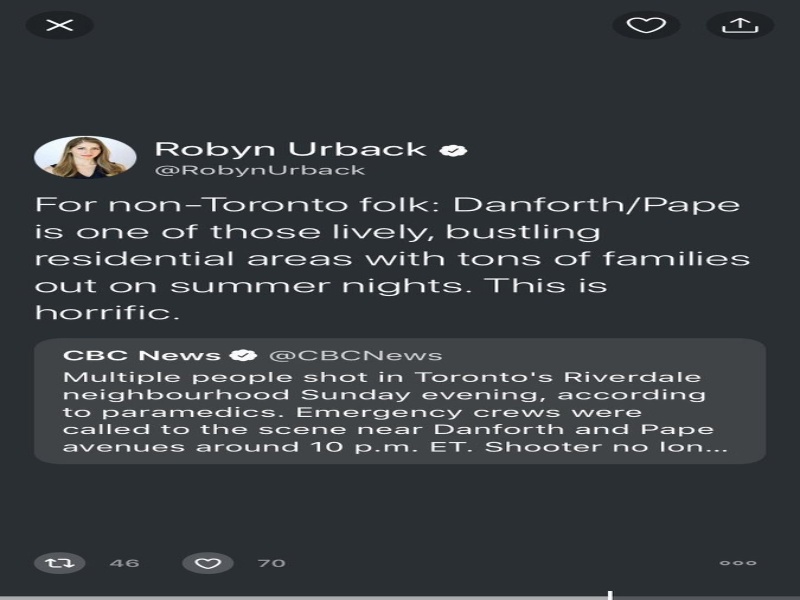 Robyn Urback
@RobynUrback
For non-Toronto folk: Danforth/Pape
is one of those lively, bustling
residential areas with tons of families
out on summer nights. This is
horrific.
CBC News @CBCNews
Multiple people shot in Toronto's Riverdale
neighbourhood Sunday evening, according
to paramedics. Emergency crews were
called to the scene near Danforth and Pape
avenues around 10 p.m. ET. Shooter no lon...
46 70